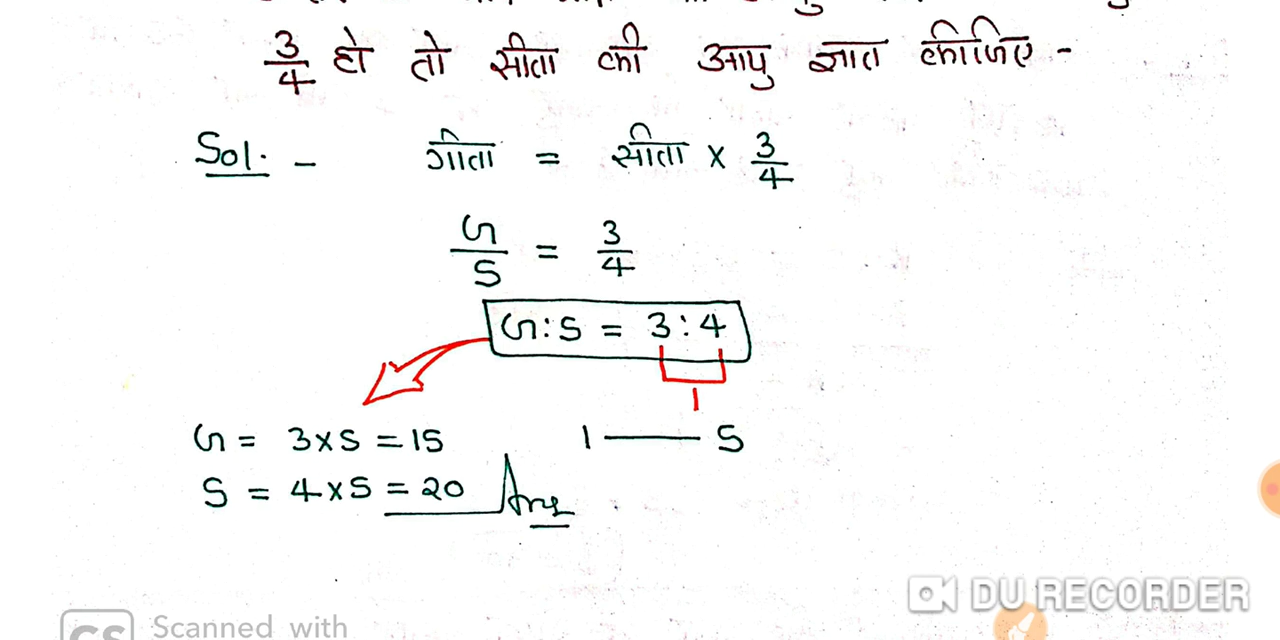 3/4 हो तो सीता की आयु ज्ञात कीजिए -
Sol. - गीता = सीता × 3/4
G/S = 3/4
G:S = 3:4
1
G = 3×5 = 15 1 — 5
S = 4×5 = 20 Ans
DU RECORDER
CS Scanned with